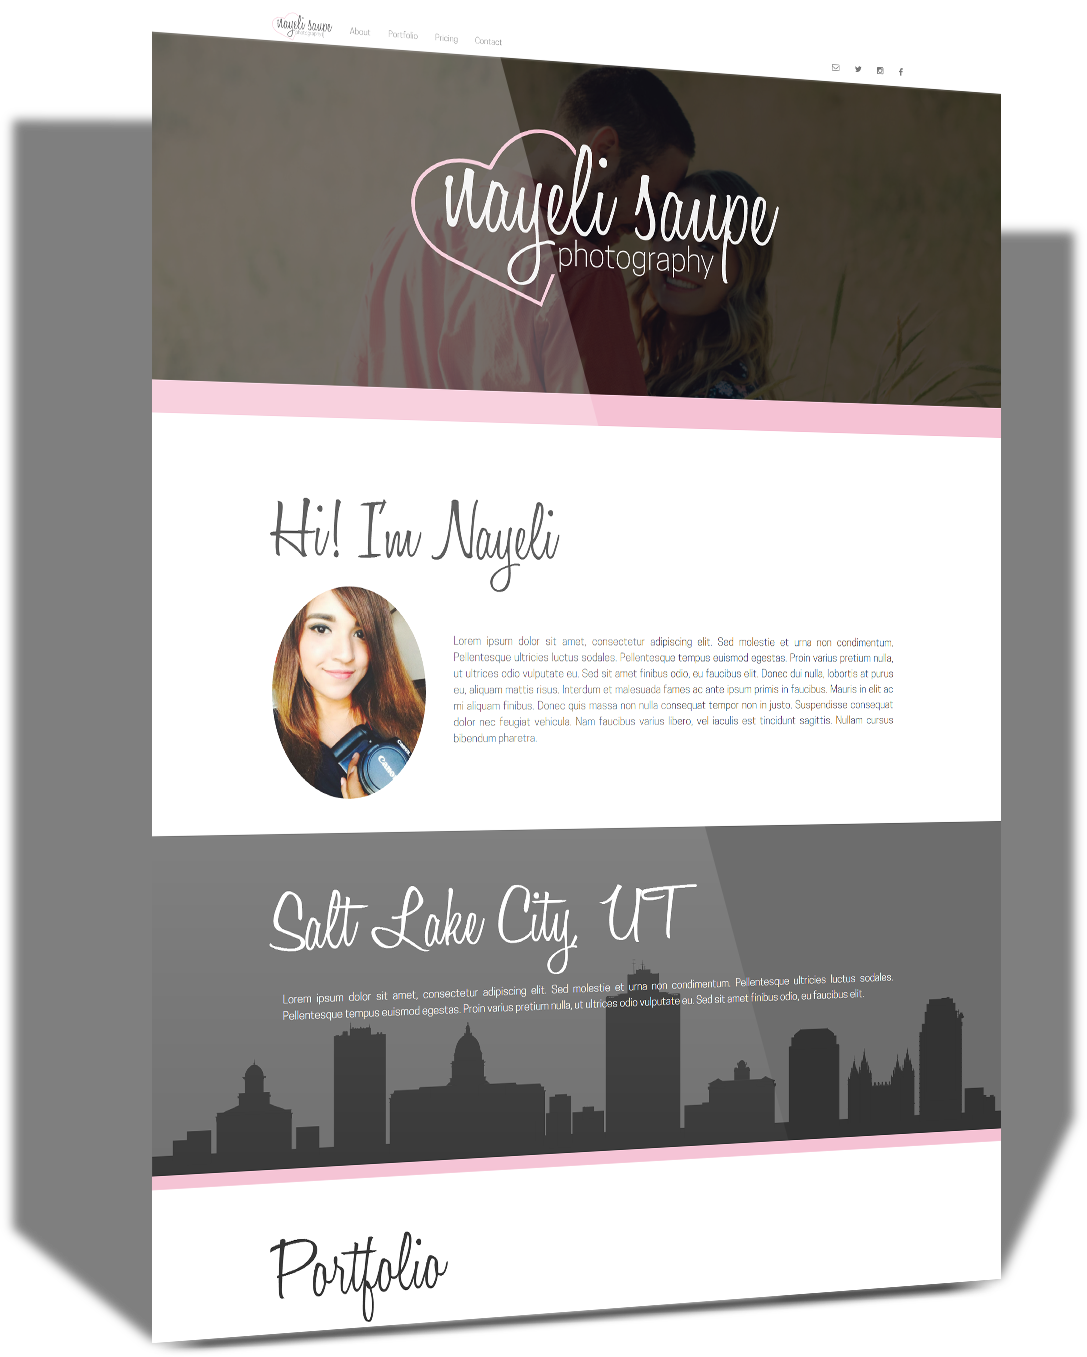 nayeli saupe
photography
About Portfolio Pricing Contact
nayeli saupe
photography
Hi! I'm Nayeli
Lorem ipsum dolor sit amet, consectetur adipiscing elit. Sed molestie et urna non condimentum.
Pellentesque ultricies luctus sodales. Pellentesque tempus euismod egestas. Proin varius pretium nulla,
ut ultrices odio vulputate eu. Sed sit amet finibus odio, eu faucibus elit. Donec dui nulla, lobortis at purus
eu, aliquam mattis risus. Interdum et malesuada fames ac ante ipsum primis in faucibus. Mauris in elit ac
mi aliquam finibus. Donec quis massa non nulla consequat tempor non in justo. Suspendisse consequat
dolor nec feugiat vehicula. Nam faucibus varius libero, vel iaculis est tincidunt sagittis. Nullam cursus
bibendum pharetra.
Canon
Salt Lake City, UT
Lorem ipsum dolor sit amet, consectetur adipiscing elit. Sed molestie et urna non condimentum. Pellentesque ultricies luctus sodales.
Pellentesque tempus euismod egestas. Proin varius pretium nulla, ut ultrices odio vulputate eu. Sed sit amet finibus odio, eu faucibus elit.
Portfolio